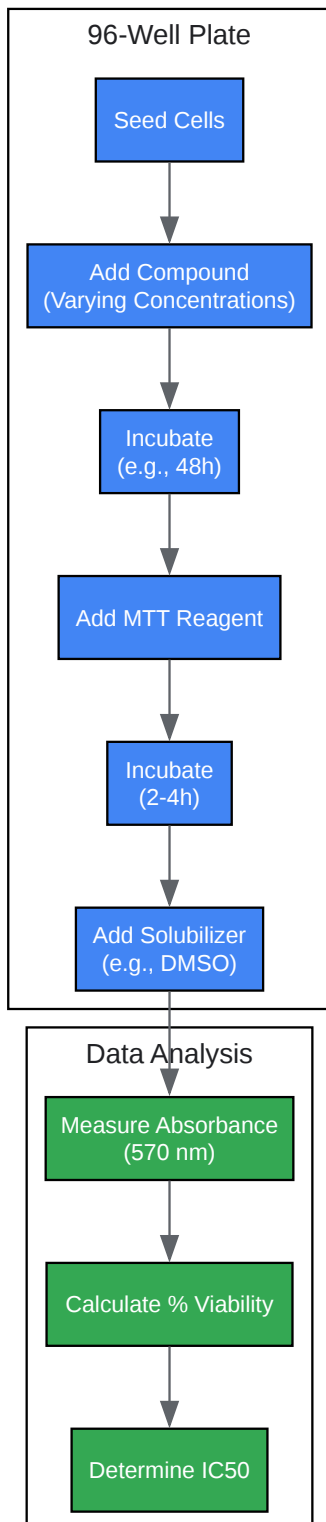 96-Well Plate
Seed Cells
Add Compound
(Varying Concentrations)
Incubate
(e.g., 48h)
Add MTT Reagent
Incubate
(2-4h)
Add Solubilizer
(e.g., DMSO)
Data Analysis
Measure Absorbance
(570 nm)
Calculate % Viability
Determine IC50